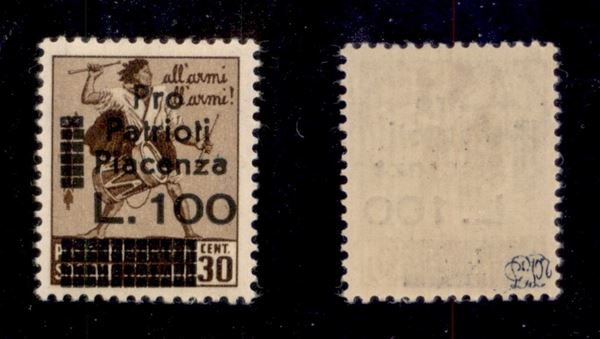 all'armi
all'armi!
Pro
Patrioti
Piacenza
L. 100
CENT.
30